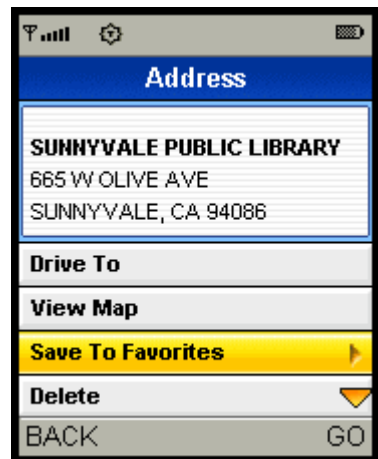 Address
SUNNYVALE PUBLIC LIBRARY
665 W OLIVE AVE
SUNNYVALE, CA 94086
Drive To
View Map
Save To Favorites
Delete
BACK GO